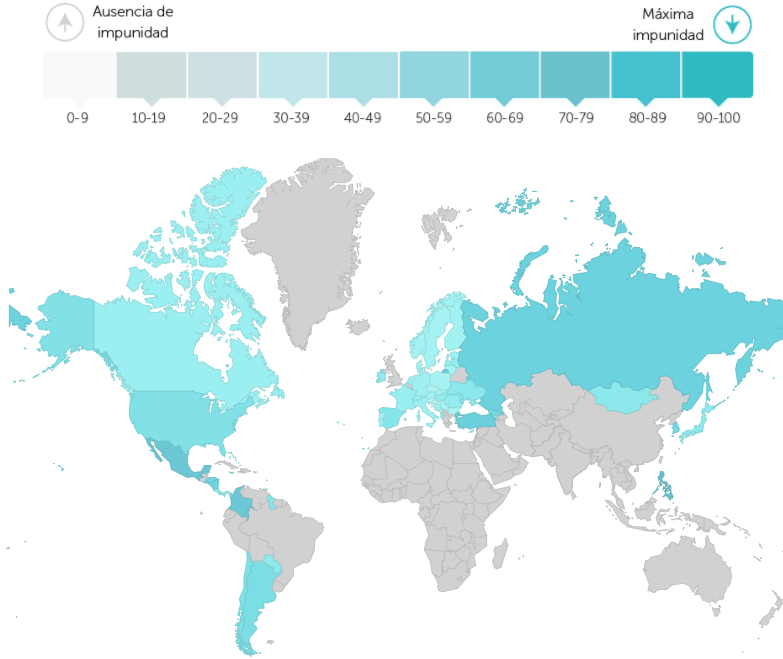 Ausencia de
impunidad
Máxima
impunidad
0-9 10-19 20-29 30-39 40-49 50-59 60-69 70-79 80-89 90-100